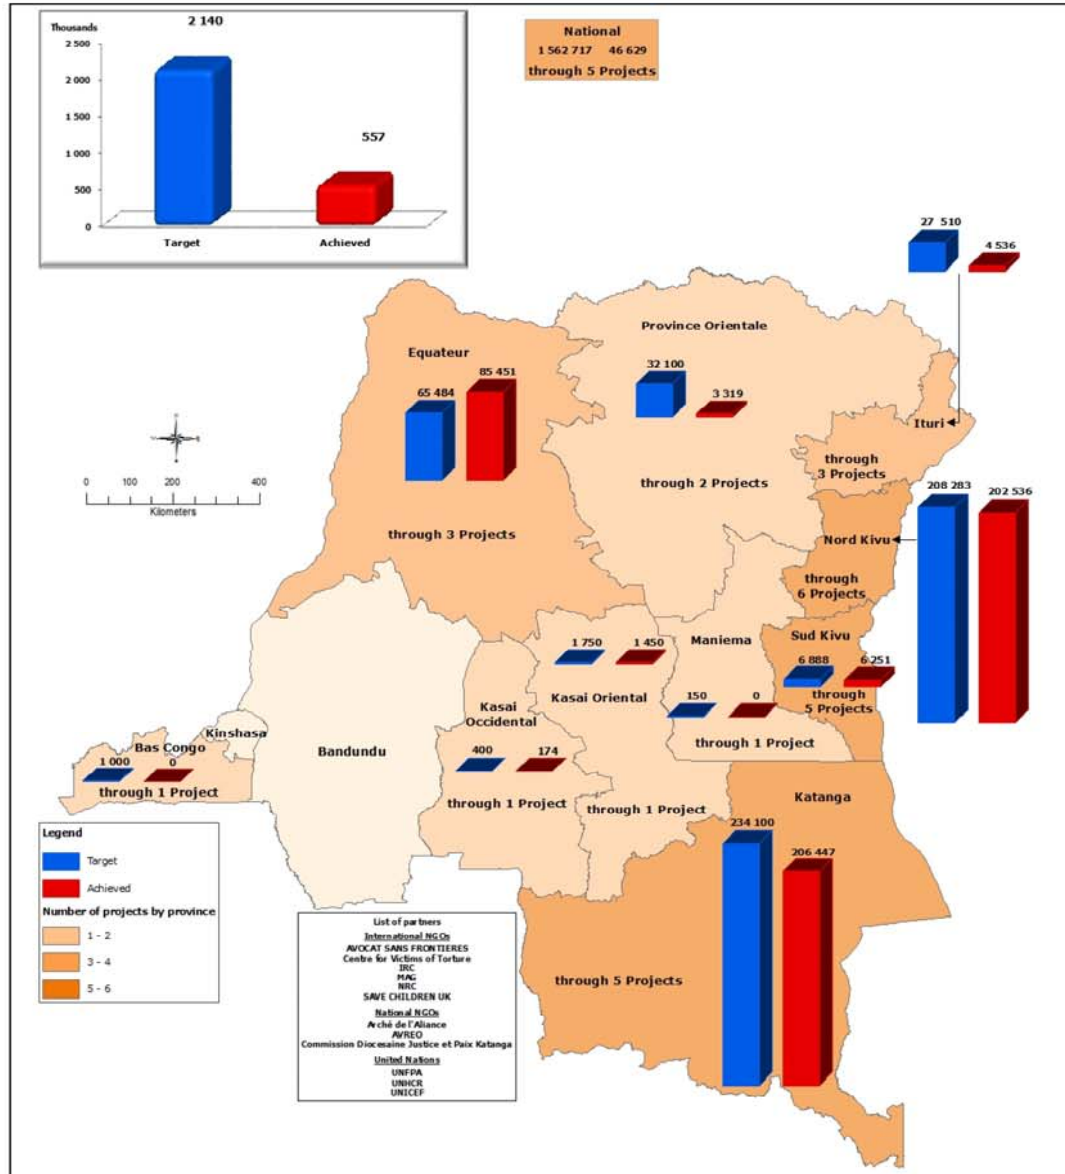 Thousands
2 140
2 500
2 000
1 500
1 000
500
0
557
Target
Achieved
National
1 562 717 46 629
through 5 Projects
27 510
4 536
Province Orientale
Equateur
85 451
65 484
32 100
3 319
Ituri
through
3 Projects
through 2 Projects
0 100 200 400
Kilometers
208 283
202 536
through 3 Projects
Nord Kivu
through
6 Projects
Sud Kivu
Maniema
1 750
1 450
6 888
6 251
Kasai Oriental
through
5 Projects
150
0
Kasai
Occidental
through 1 Project
Kinshasa
Bas Congo
Bandundu
1 000
0
through 1 Project
400
174
through 1 Project
through 1 Project
Katanga
234 100
206 447
through 5 Projects
Legend
Target
Achieved
Number of projects by province
1 - 2
3 - 4
5 - 6
List of partners
International NGOs
AVOCAT SANS FRONTIERES
Centre for Victims of Torture
IRC
MAG
NRC
SAVE CHILDREN UK
National NGOs
Arché de l'Aliance
AVREO
Commission Diocesaine Justice et Paix Katanga
United Nations
UNFPA
UNHCR
UNICEF